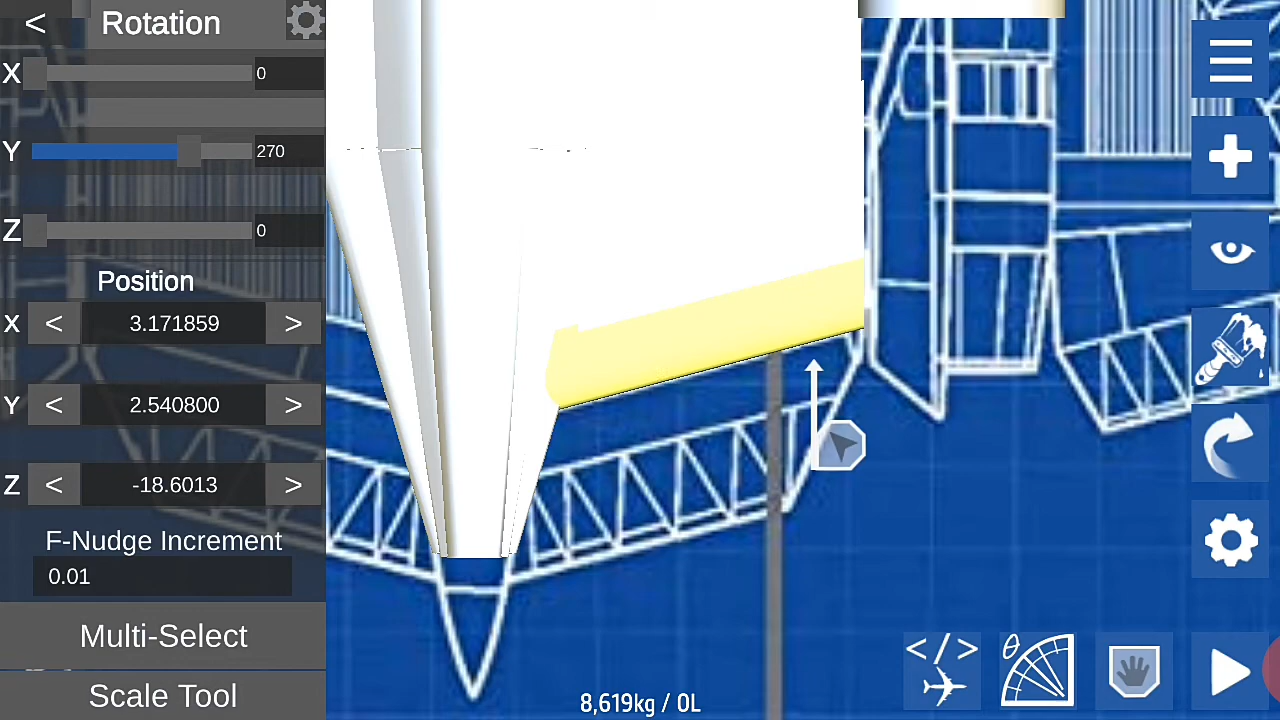 < Rotation
X 0
Y 270
Z 0
Position
X < 3.171859 >
Y < 2.540800 >
Z < -18.6013 >
F-Nudge Increment
0.01
Multi-Select
Scale Tool
8,619kg / 0L
</>
θ